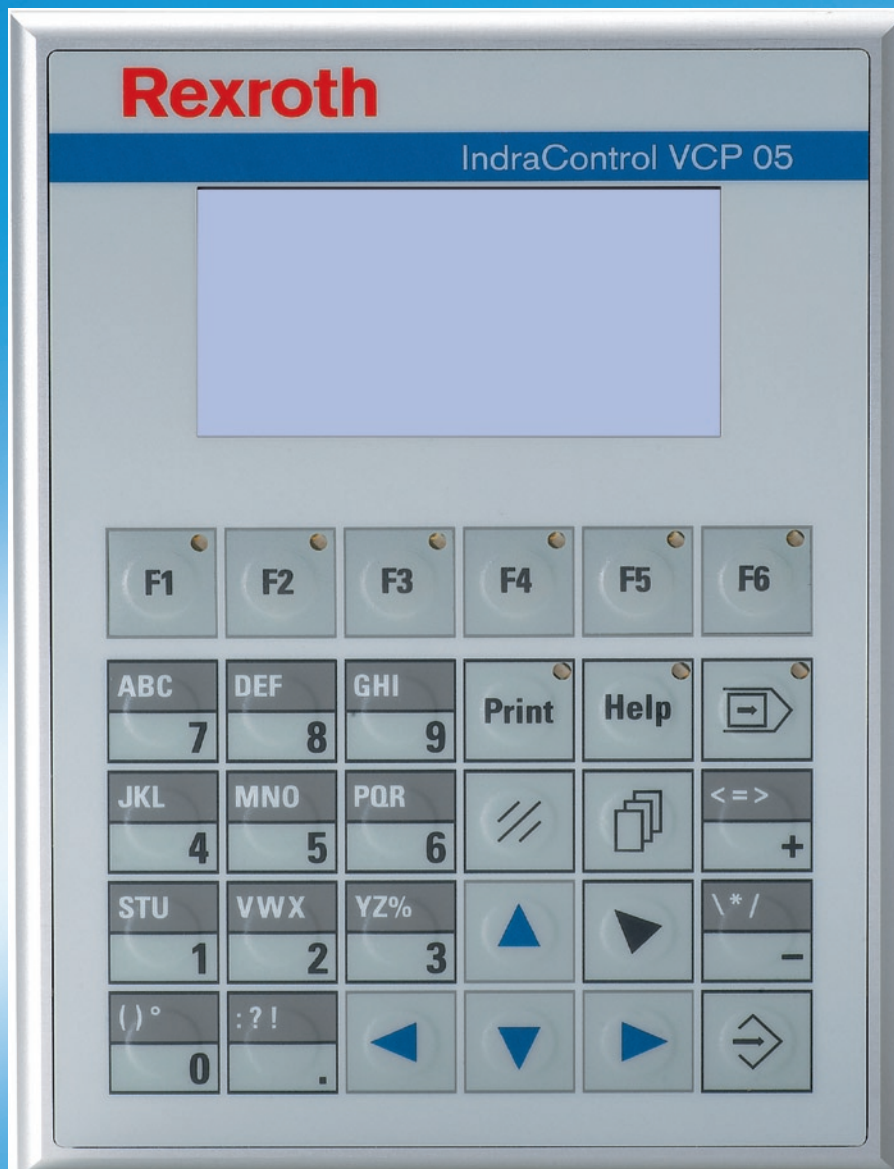 Rexroth
IndraControl VCP 05
F1 F2 F3 F4 F5 F6
ABC DEF GHI
7 8 9 Print Help
JKL MNO PQR <=>
4 5 6 +
STU VWX YZ% \*/
1 2 3 –
()° :?!
0 .